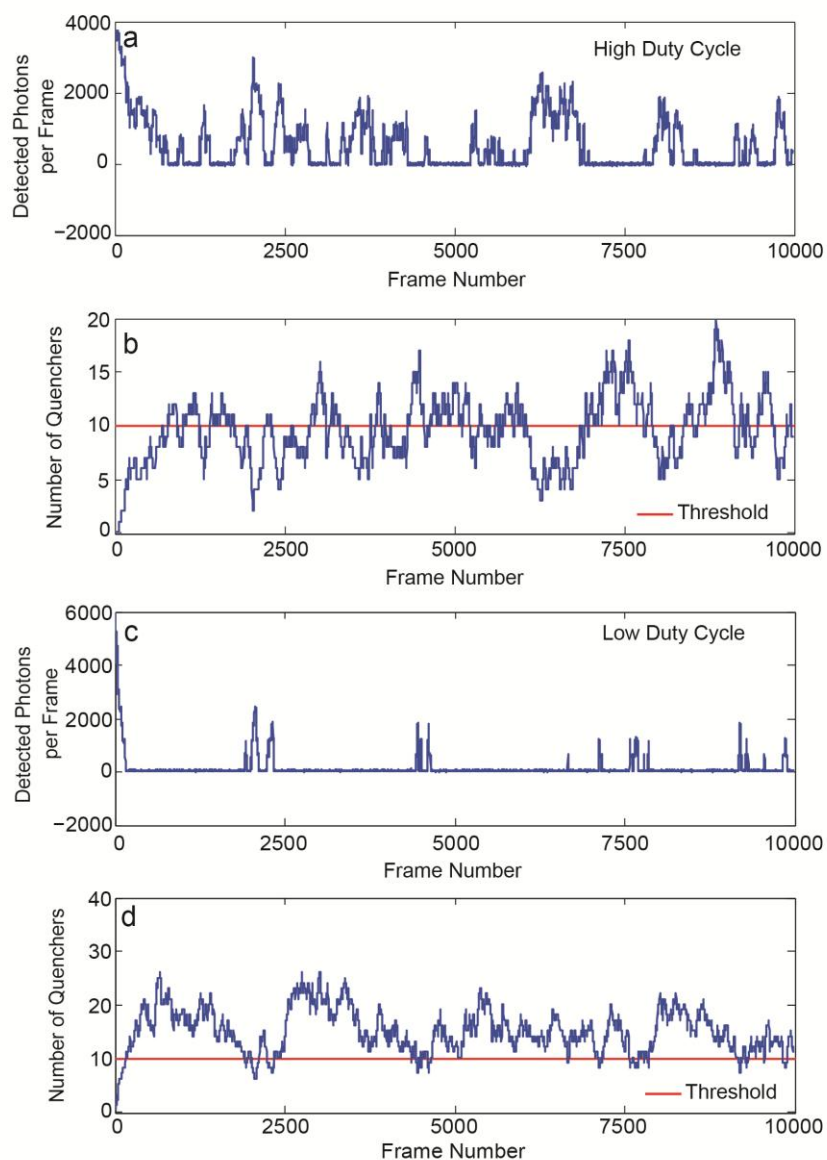 a
High Duty Cycle
Detected Photons
per Frame
4000
2000
0
−2000
0 2500 5000 7500 10000
Frame Number
b
Number of Quenchers
20
15
10
5
0
Threshold
0 2500 5000 7500 10000
Frame Number
c
Low Duty Cycle
Detected Photons
per Frame
6000
4000
2000
0
−2000
0 2500 5000 7500 10000
Frame Number
d
Number of Quenchers
40
30
20
10
0
Threshold
0 2500 5000 7500 10000
Frame Number